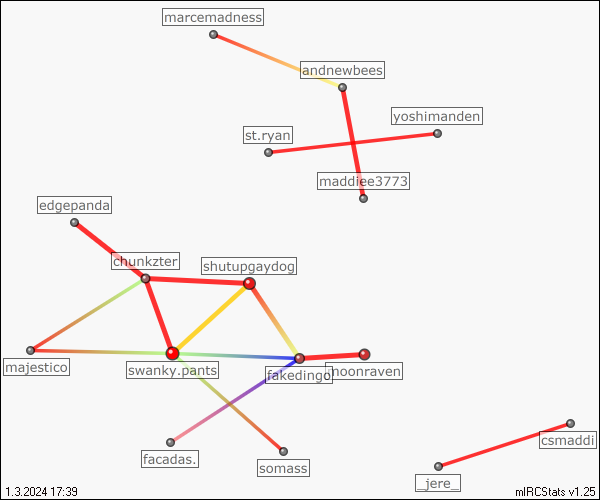 marcemadness
andnewbees
yoshimanden
st.ryan
maddiee3773
edgepanda
chunkzter
shutupgaydog
majestico
swanky.pants
fakedingo
moonraven
facadas.
somass
csmaddi
_jere_
1.3.2024 17:39
mIRCStats v1.25